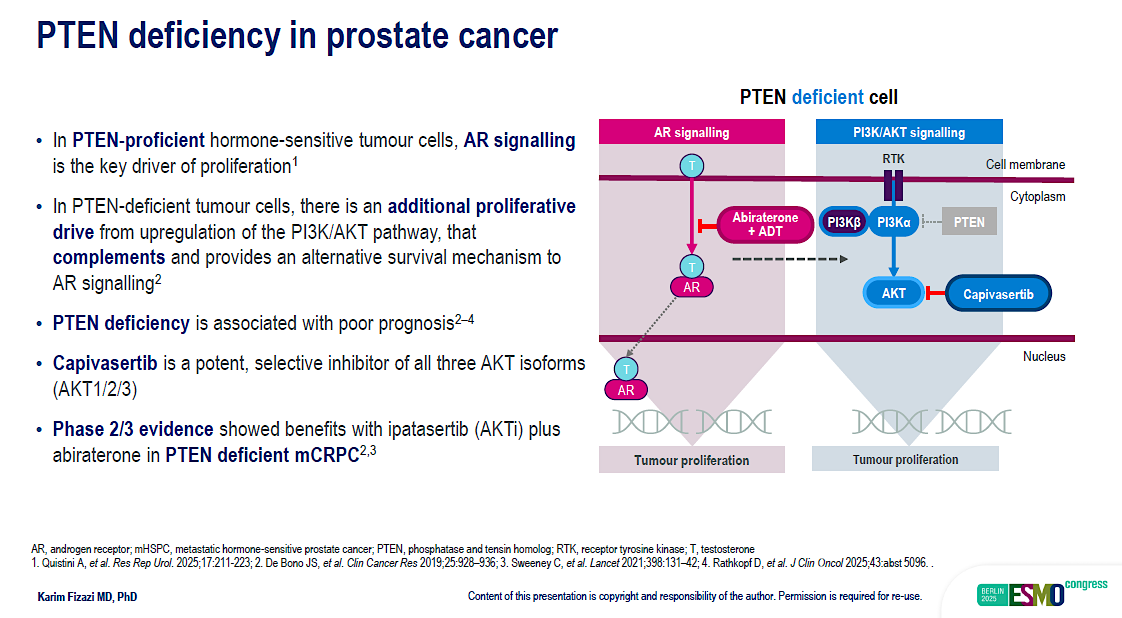 PTEN deficiency in prostate cancer
• In PTEN-proficient hormone-sensitive tumour cells, AR signalling
is the key driver of proliferation1
• In PTEN-deficient tumour cells, there is an additional proliferative
drive from upregulation of the PI3K/AKT pathway, that
complements and provides an alternative survival mechanism to
AR signalling2
• PTEN deficiency is associated with poor prognosis2–4
• Capivasertib is a potent, selective inhibitor of all three AKT isoforms
(AKT1/2/3)
• Phase 2/3 evidence showed benefits with ipatasertib (AKTi) plus
abiraterone in PTEN deficient mCRPC2,3
PTEN deficient cell
AR signalling
PI3K/AKT signalling
T
RTK
Cell membrane
Cytoplasm
Abiraterone
+ ADT
PI3Kβ
PI3Kα
PTEN
T
AR
AKT
Capivasertib
Nucleus
T
AR
Tumour proliferation
Tumour proliferation
AR, androgen receptor; mHSPC, metastatic hormone-sensitive prostate cancer; PTEN, phosphatase and tensin homolog; RTK, receptor tyrosine kinase; T, testosterone
1. Quistini A, et al. Res Rep Urol. 2025;17:211-223; 2. De Bono JS, et al. Clin Cancer Res 2019;25:928–936; 3. Sweeney C, et al. Lancet 2021;398:131–42; 4. Rathkopf D, et al. J Clin Oncol 2025;43:abst 5096. .
Karim Fizazi MD, PhD
Content of this presentation is copyright and responsibility of the author. Permission is required for re-use.
BERLIN
2025
ESMO congress